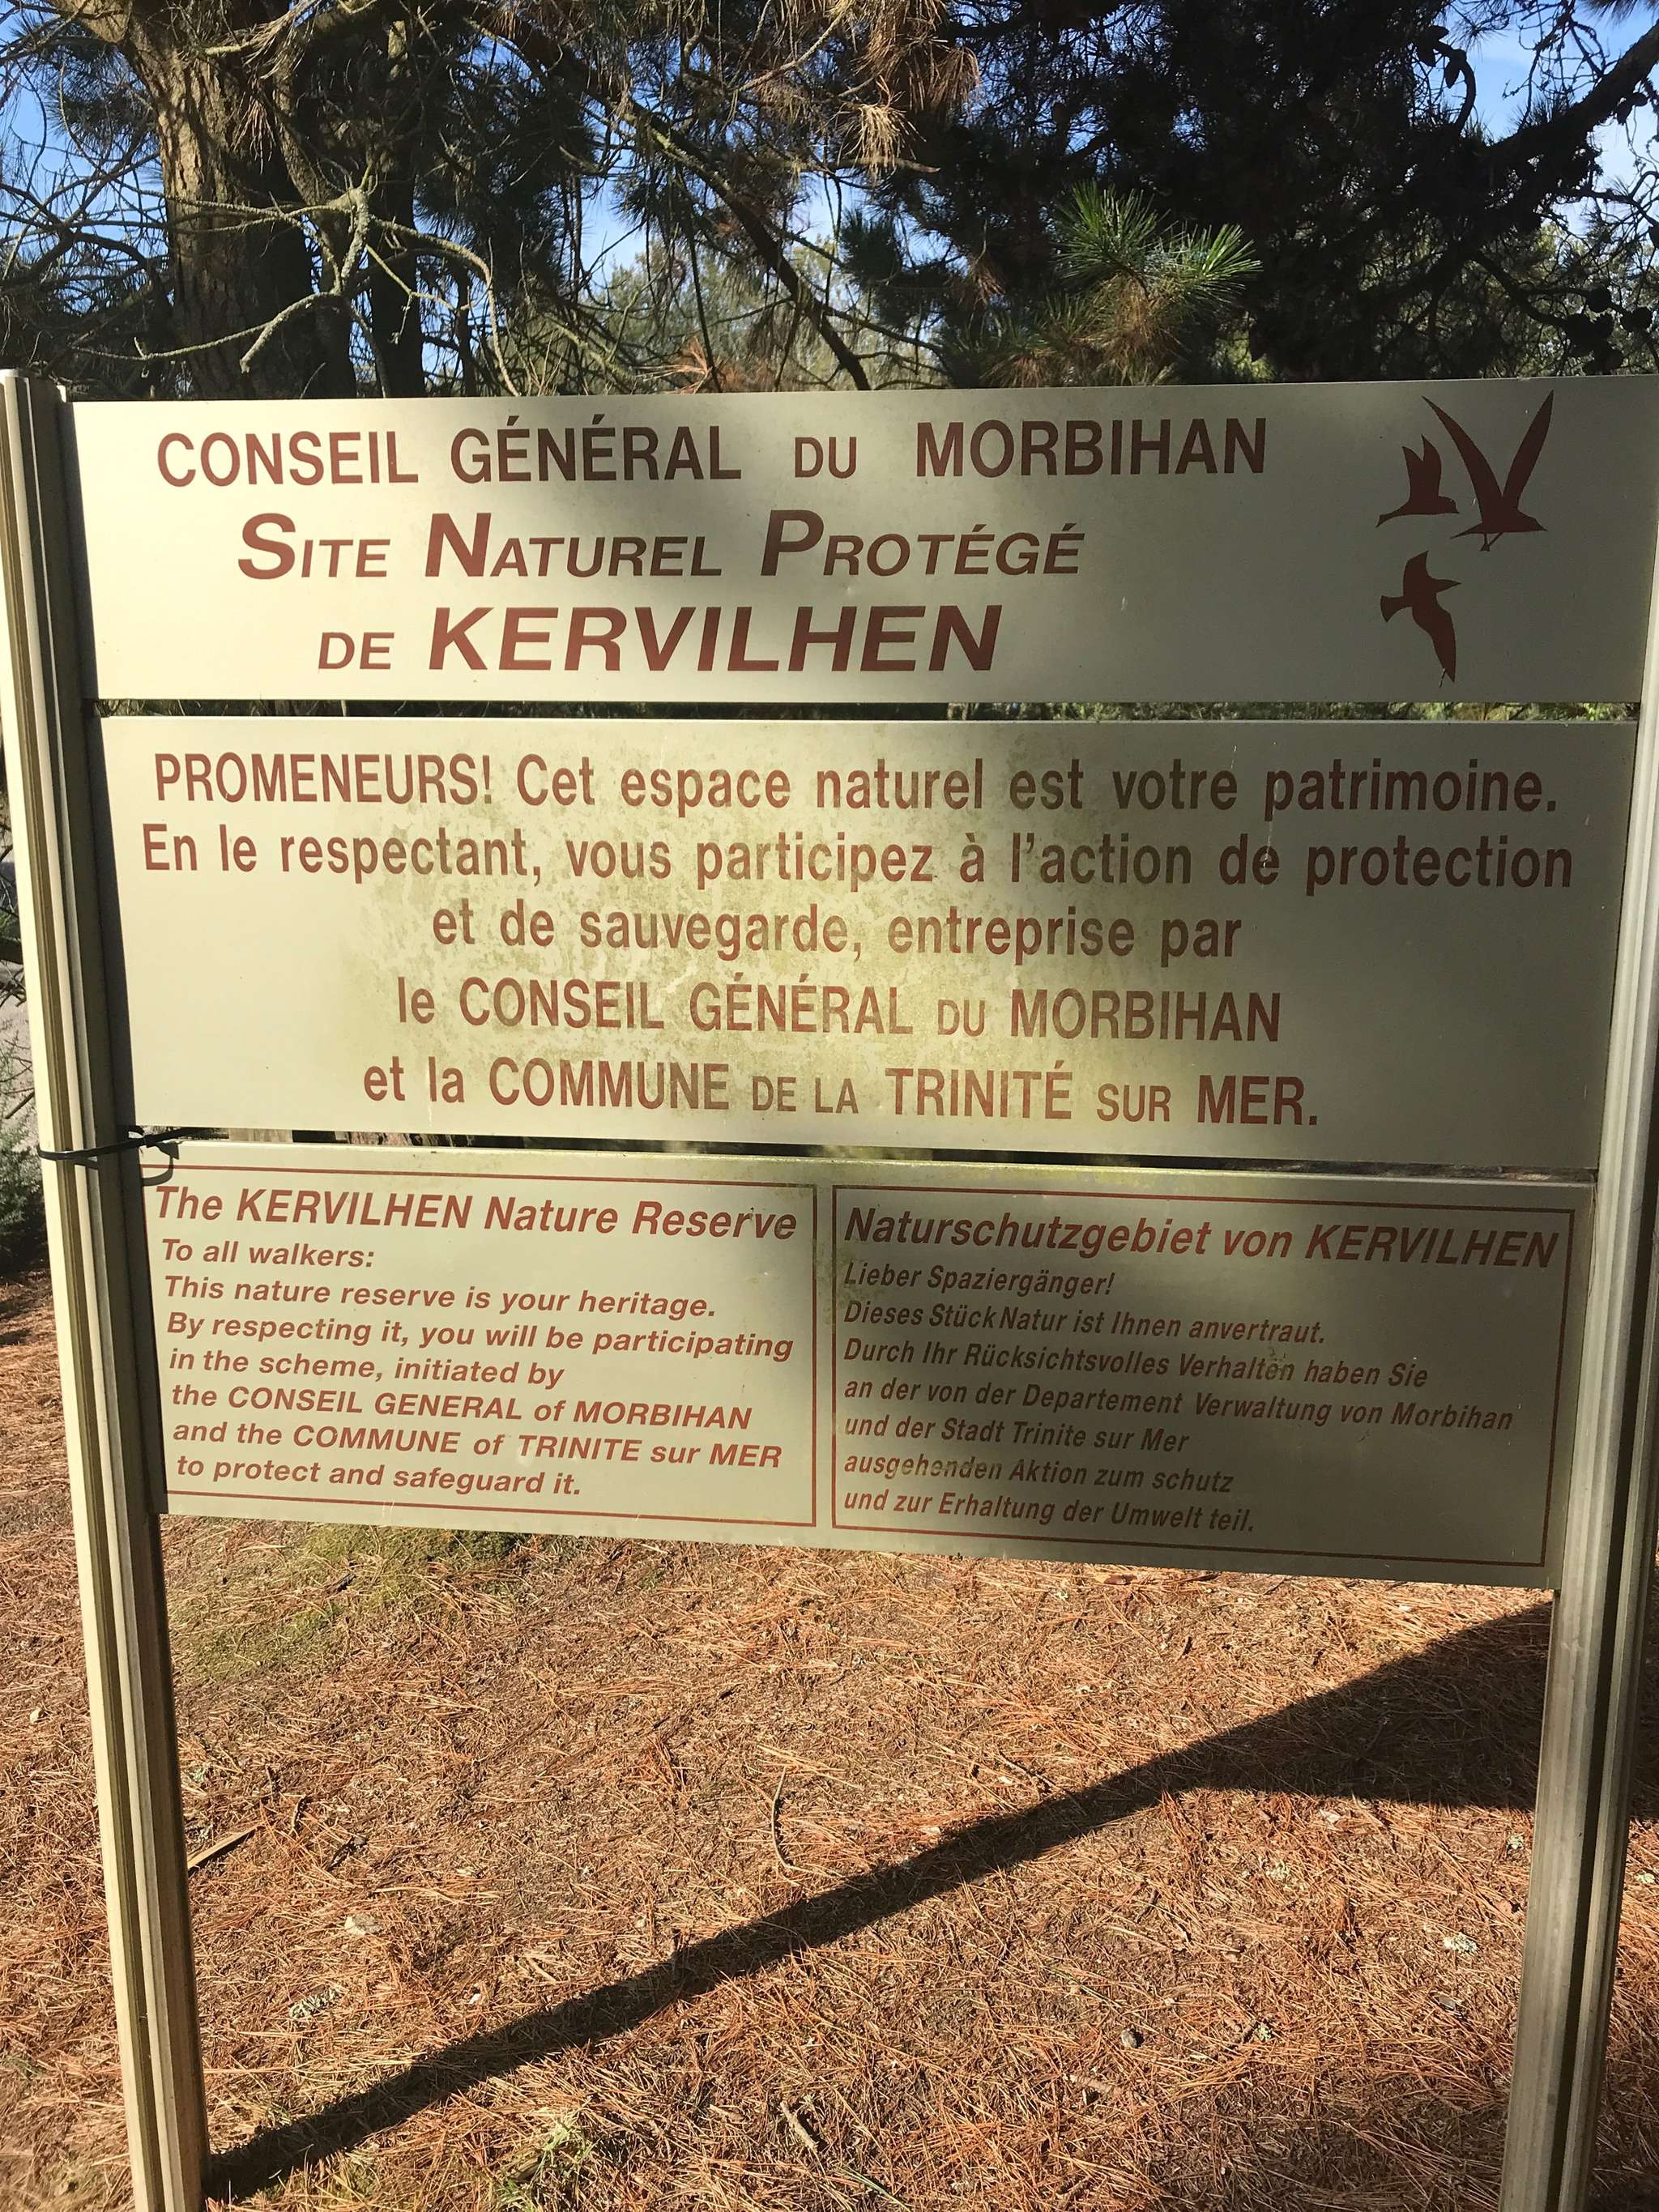 CONSEIL GÉNÉRAL DU MORBIHAN
SITE NATUREL PROTÉGÉ
DE KERVILHEN
PROMENEURS! Cet espace naturel est votre patrimoine.
En le respectant, vous participez à l'action de protection
et de sauvegarde, entreprise par
le CONSEIL GÉNÉRAL DU MORBIHAN
et la COMMUNE DE LA TRINITÉ SUR MER.
The KERVILHEN Nature Reserve
To all walkers:
This nature reserve is your heritage.
By respecting it, you will be participating
in the scheme, initiated by
the CONSEIL GENERAL of MORBIHAN
and the COMMUNE of TRINITE sur MER
to protect and safeguard it.
Naturschutzgebiet von KERVILHEN
Lieber Spaziergänger!
Dieses Stück Natur ist Ihnen anvertraut.
Durch Ihr Rücksichtsvolles Verhalten haben Sie
an der von der Departement Verwaltung von Morbihan
und der Stadt Trinite sur Mer
ausgehenden Aktion zum schutz
und zur Erhaltung der Umwelt teil.